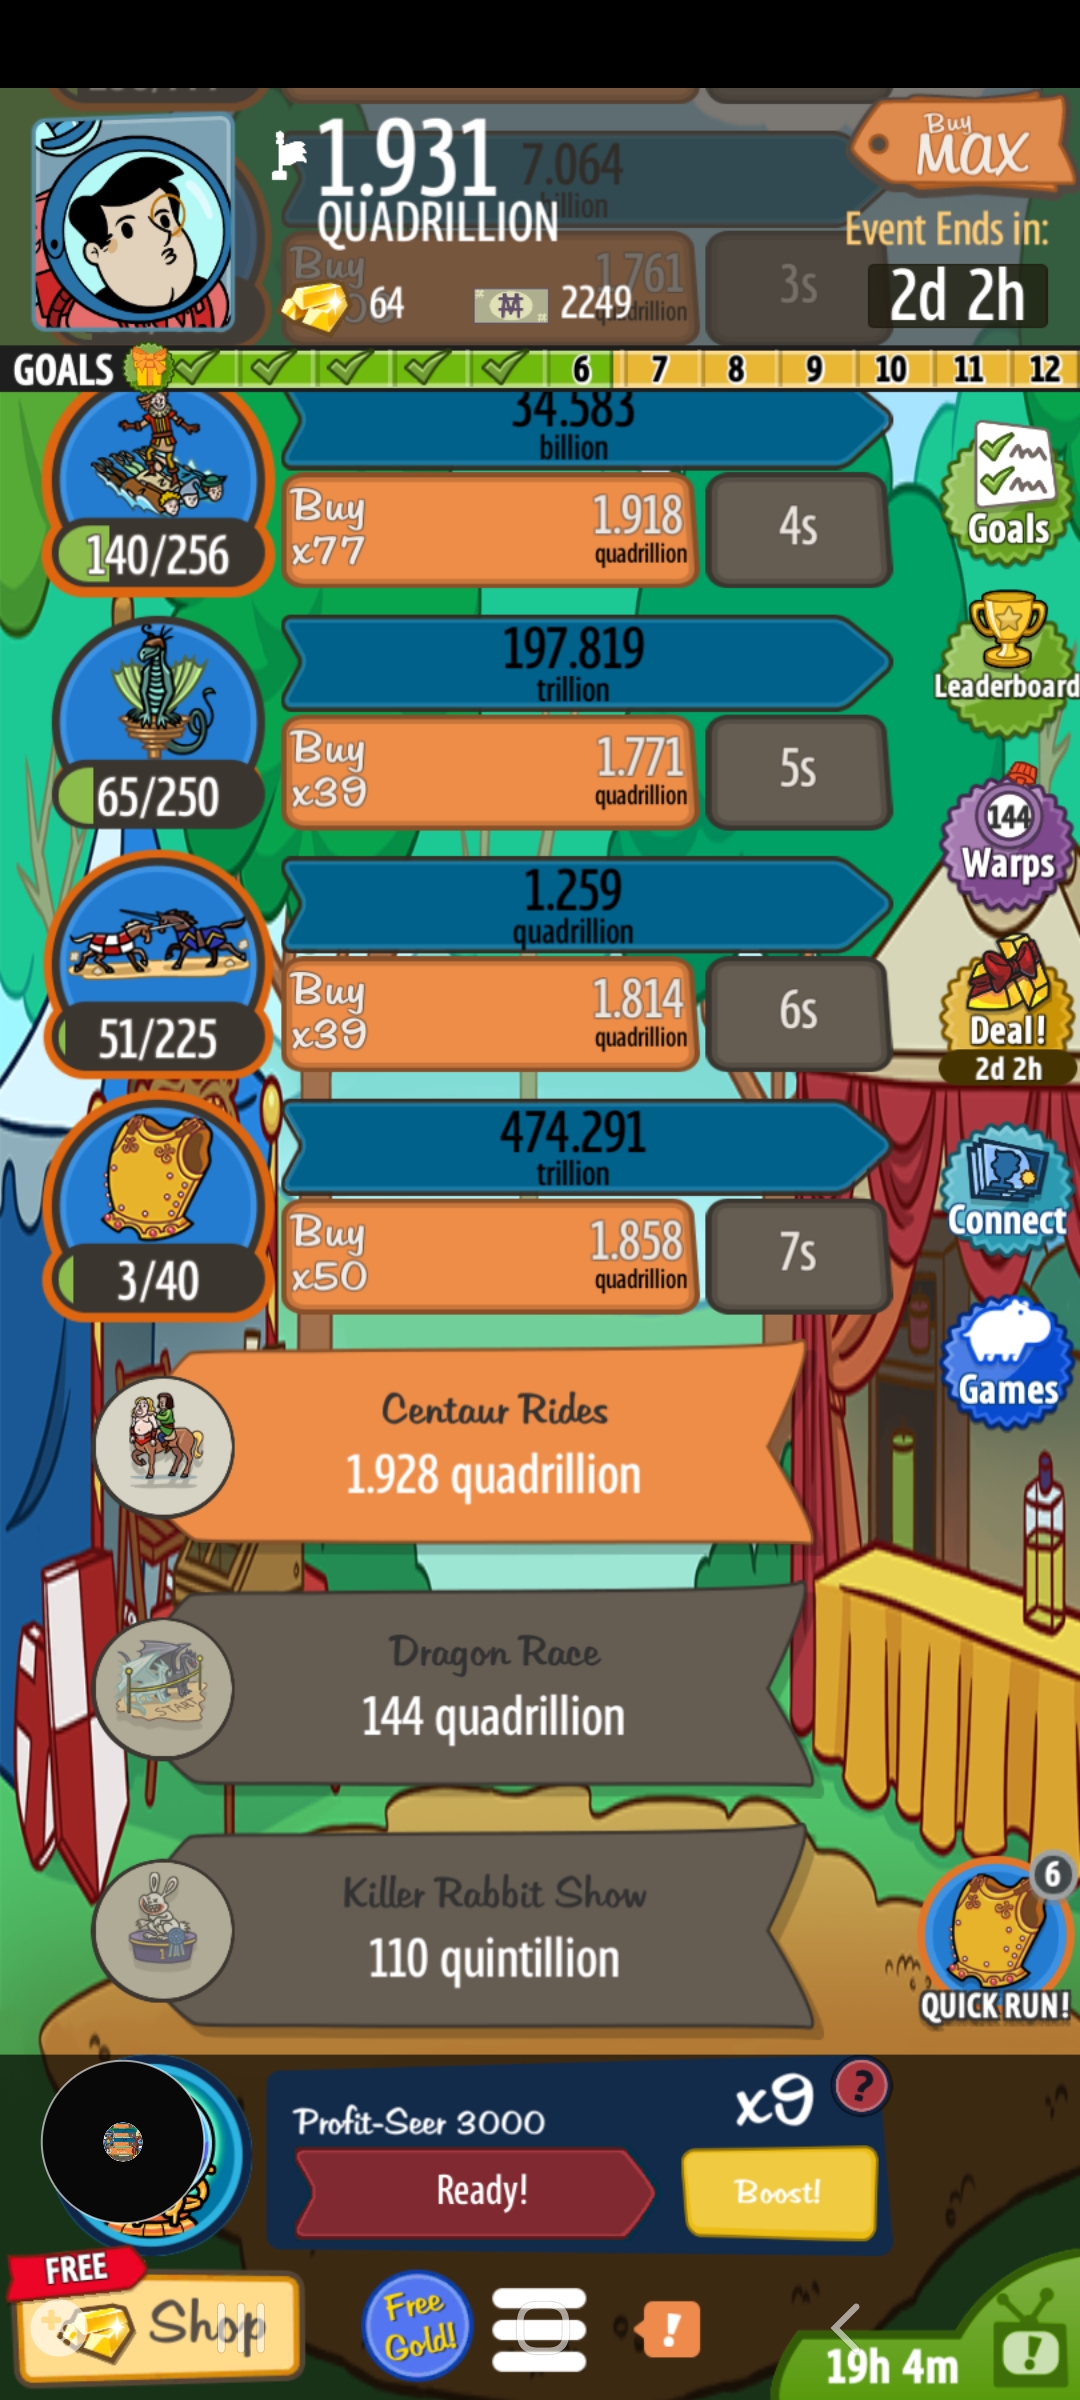 1.931
QUADRILLION
7.064
Buy
MAX
Event Ends in:
2d 2h
Buy
1.761
3s
64
2249
GOALS
6 7 8 9 10 11 12
34.583
billion
140/256
Buy
x77
1.918
quadrillion
4s
Goals
197.819
trillion
65/250
Buy
x39
1.771
quadrillion
5s
Leaderboard
144
Warps
1.259
quadrillion
51/225
Buy
x39
1.814
quadrillion
6s
Deal!
2d 2h
474.291
trillion
3/40
Buy
x50
1.858
quadrillion
7s
Connect
Games
Centaur Rides
1.928 quadrillion
Dragon Race
144 quadrillion
START
Killer Rabbit Show
110 quintillion
1
6
QUICK RUN!
Profit-Seer 3000
x9
?
Ready!
Boost!
FREE
Shop
Free
Gold!
!
19h 4m
!